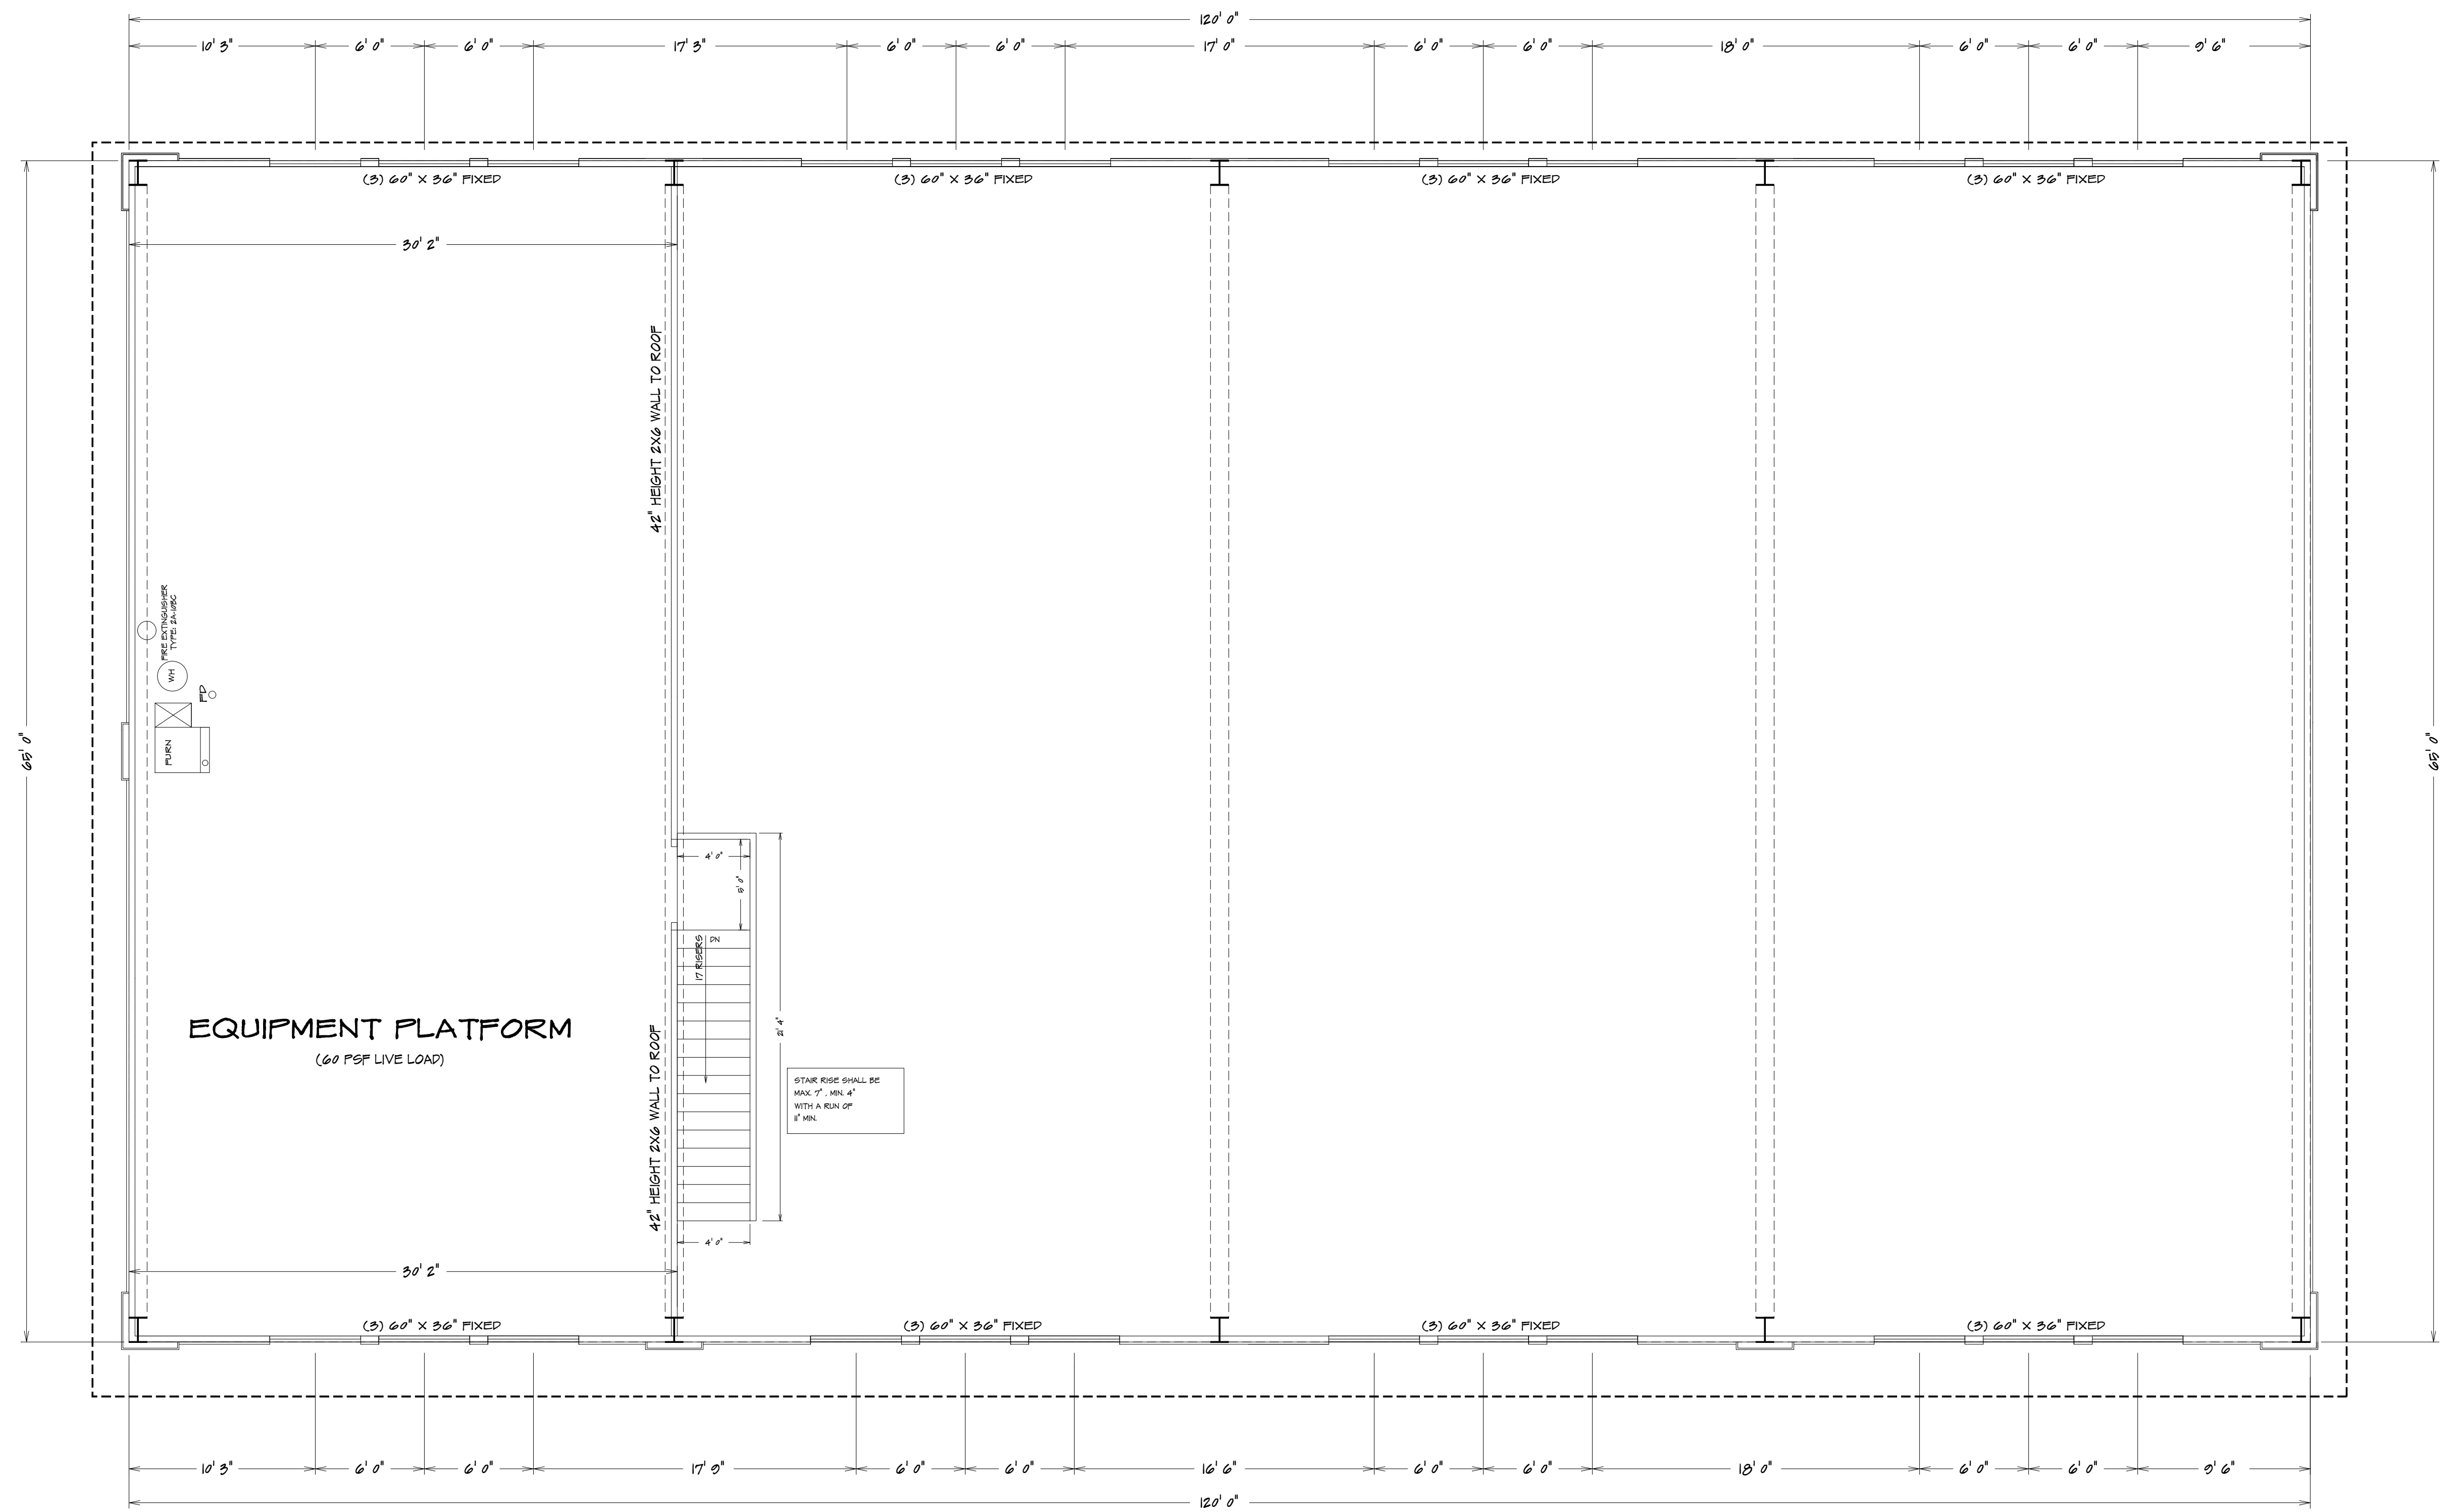 120' 0"
10' 3" 6' 0" 6' 0" 17' 3" 6' 0" 6' 0" 17' 0" 6' 0" 6' 0" 18' 0" 6' 0" 6' 0" 9' 6"
(3) 60" X 36" FIXED (3) 60" X 36" FIXED (3) 60" X 36" FIXED (3) 60" X 36" FIXED
30' 2"
42" HEIGHT 2X6 WALL TO ROOF
FIRE EXTINGUISHER
TYPE: 2A-10BC
WH
FD
FURN
65' 0"
65' 0"
4' 0"
5' 0"
DN
17 RISERS
21' 4"
EQUIPMENT PLATFORM
(60 PSF LIVE LOAD)
42" HEIGHT 2X6 WALL TO ROOF
STAIR RISE SHALL BE
MAX. 7", MIN. 4"
WITH A RUN OF
11" MIN.
4' 0"
30' 2"
(3) 60" X 36" FIXED (3) 60" X 36" FIXED (3) 60" X 36" FIXED (3) 60" X 36" FIXED
10' 3" 6' 0" 6' 0" 17' 9" 6' 0" 6' 0" 16' 6" 6' 0" 6' 0" 18' 0" 6' 0" 6' 0" 9' 6"
120' 0"